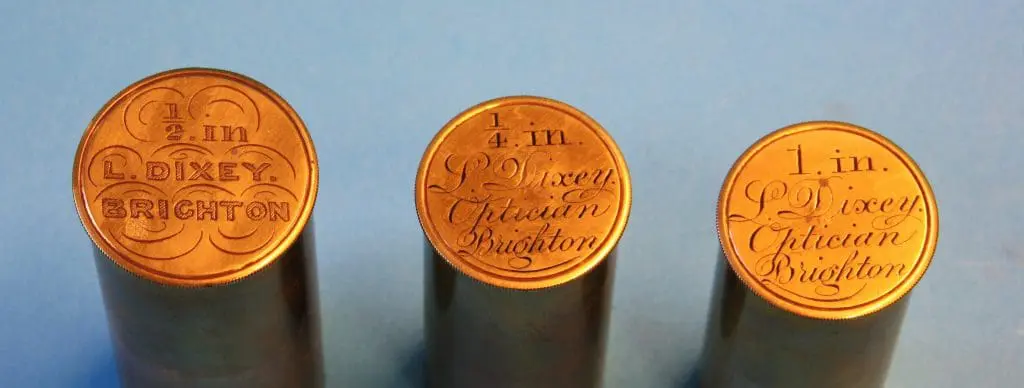 1/2.in
L. DIXEY.
BRIGHTON
1/4.in.
L. Dixey.
Optician
Brighton
1.in.
L. Dixey.
Optician
Brighton